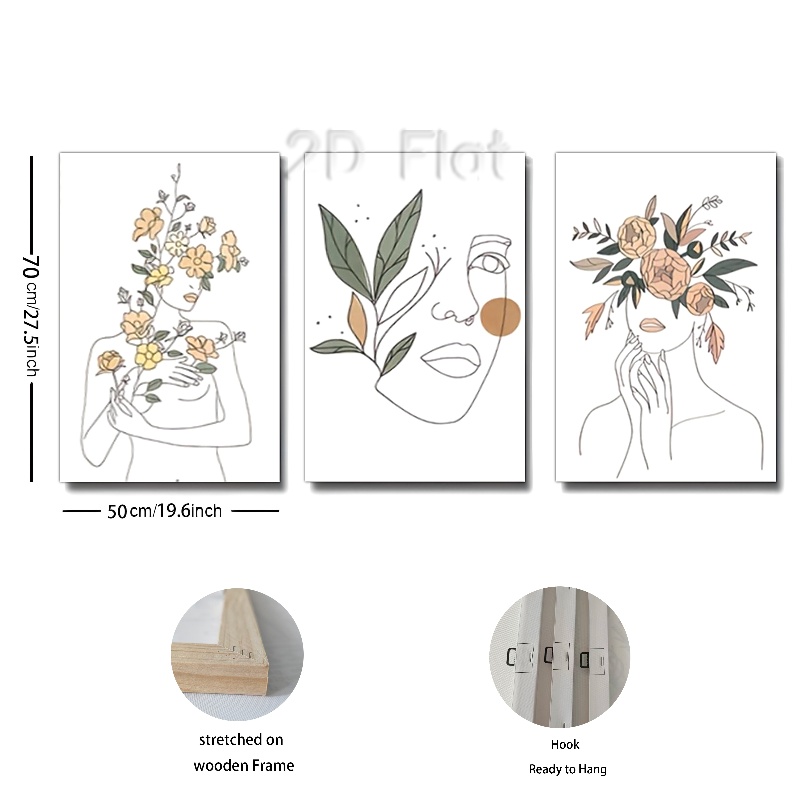 2D Flat
70 cm/27.5inch
50 cm/19.6inch
stretched on
wooden Frame
Hook
Ready to Hang